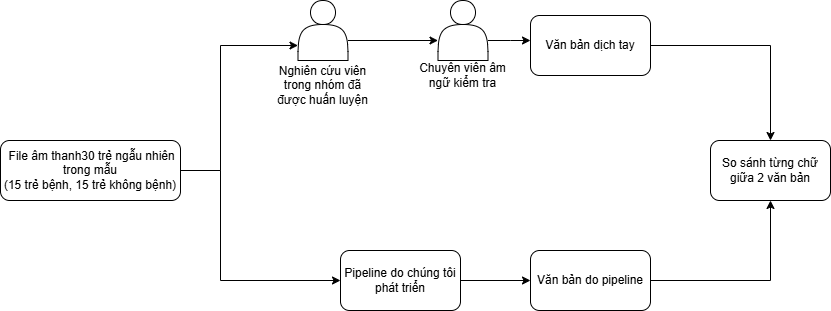 Nghiên cứu viên
trong nhóm đã
được huấn luyện
Chuyên viên âm
ngữ kiểm tra
Văn bản dịch tay
File âm thanh30 trẻ ngẫu nhiên
trong mẫu
(15 trẻ bệnh, 15 trẻ không bệnh)
So sánh từng chữ
giữa 2 văn bản
Pipeline do chúng tôi
phát triển
Văn bản do pipeline